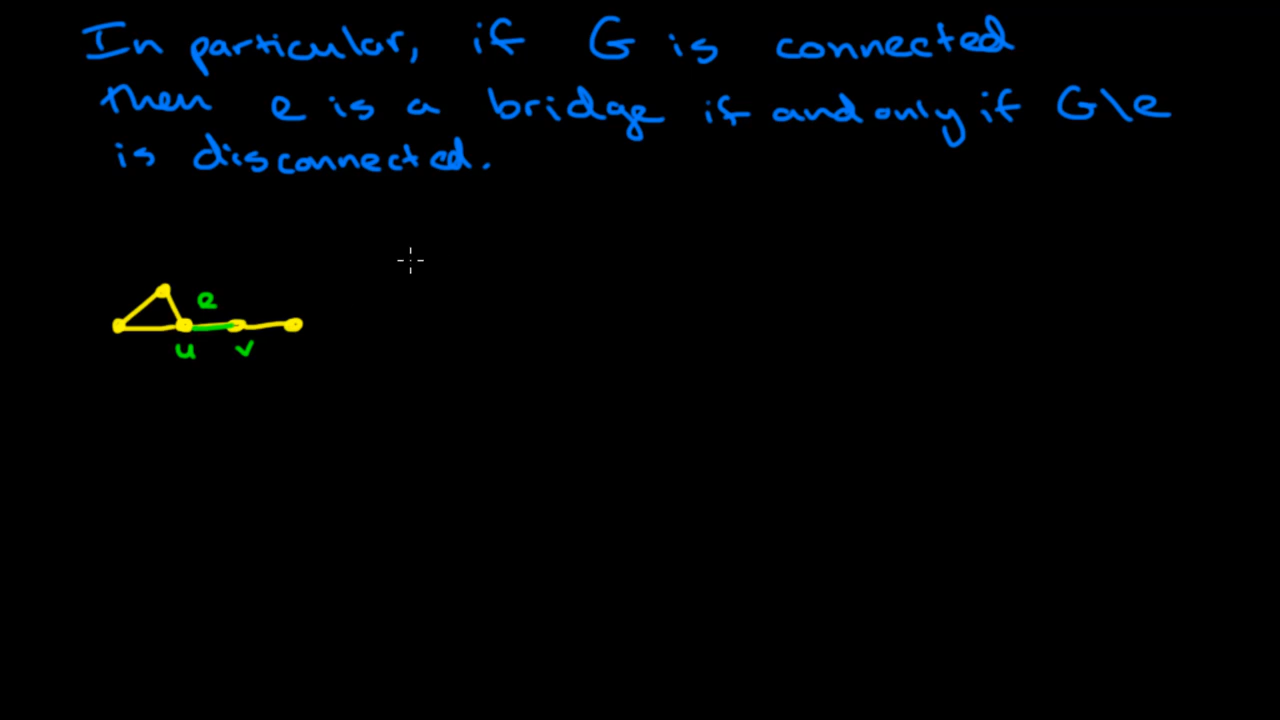 In particular, if G is connected
then e is a bridge if and only if G\e
is disconnected.
e
u v